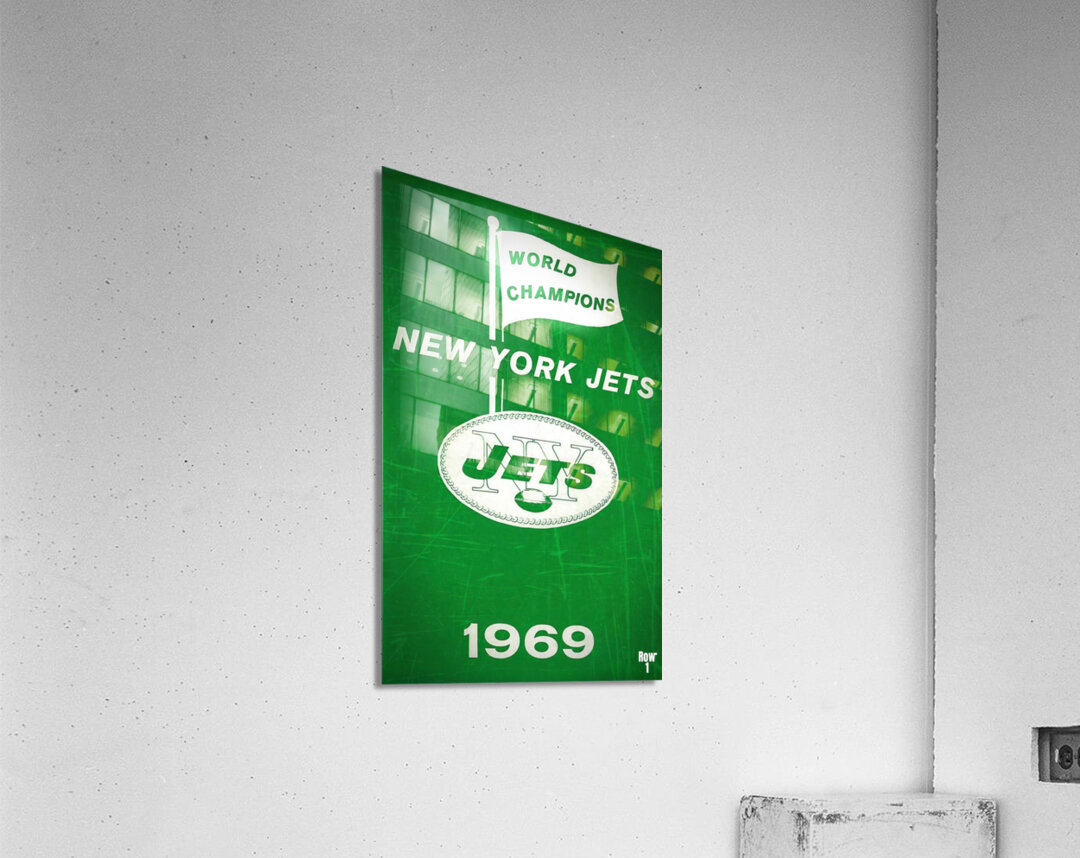 WORLD
CHAMPIONS
NEW YORK JETS
NY
JETS
1969
Row
1